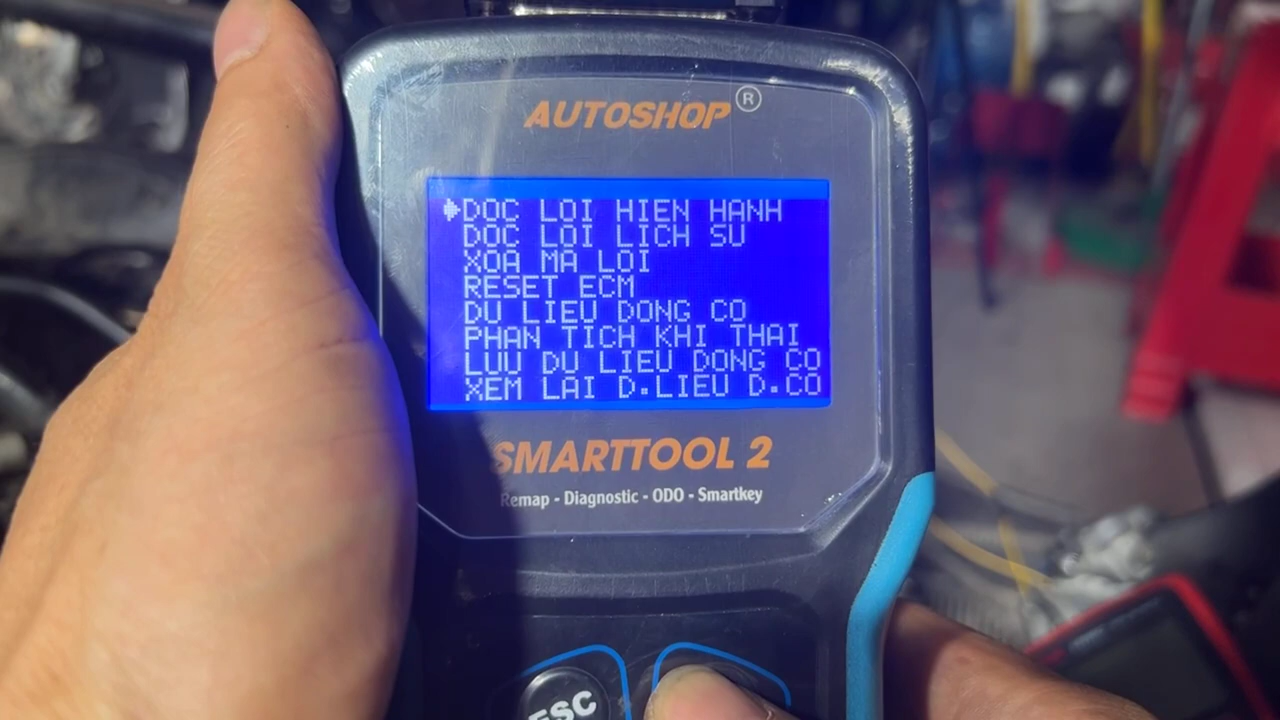 AUTOSHOP®
DOC LOI HIEN HANH
DOC LOI LICH SU
XOA MA LOI
RESET ECM
DU LIEU DONG CO
PHAN TICH KHI THAI
LUU DU LIEU DONG CO
XEM LAI D.LIEU D.CO
SMARTTOOL 2
Remap - Diagnostic - ODO - Smartkey
ESC